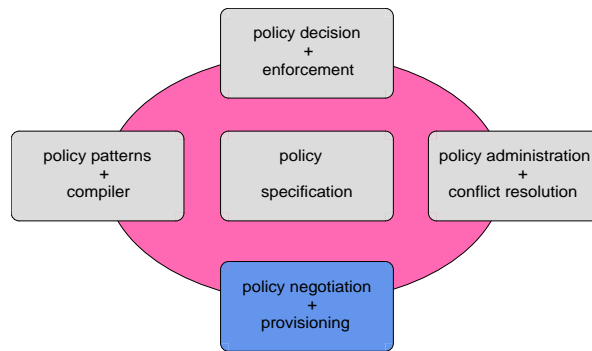 policy decision
+
enforcement
policy patterns
+
compiler
policy
specification
policy administration
+
conflict resolution
policy negotiation
+
provisioning